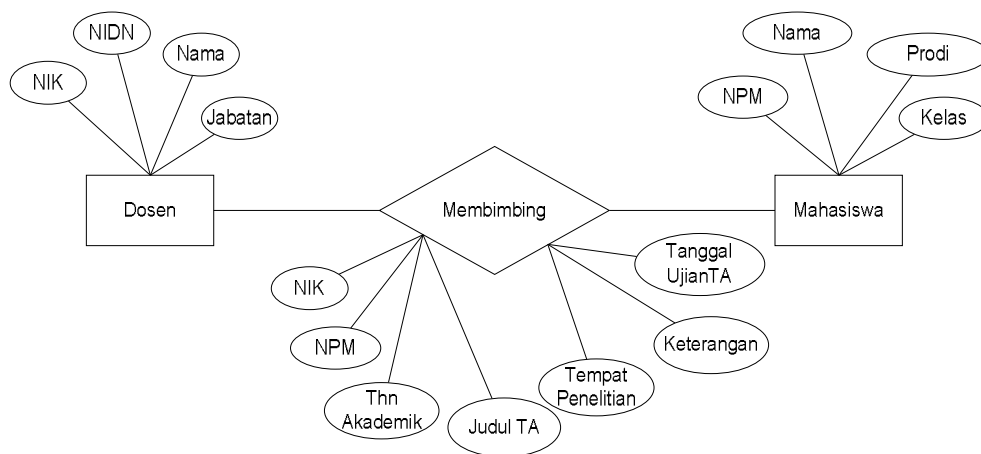 NIDN
Nama
NIK
Jabatan
Nama
Prodi
NPM
Kelas
Dosen
Membimbing
Mahasiswa
Tanggal
UjianTA
NIK
NPM
Keterangan
Thn
Akademik
Judul TA
Tempat
Penelitian